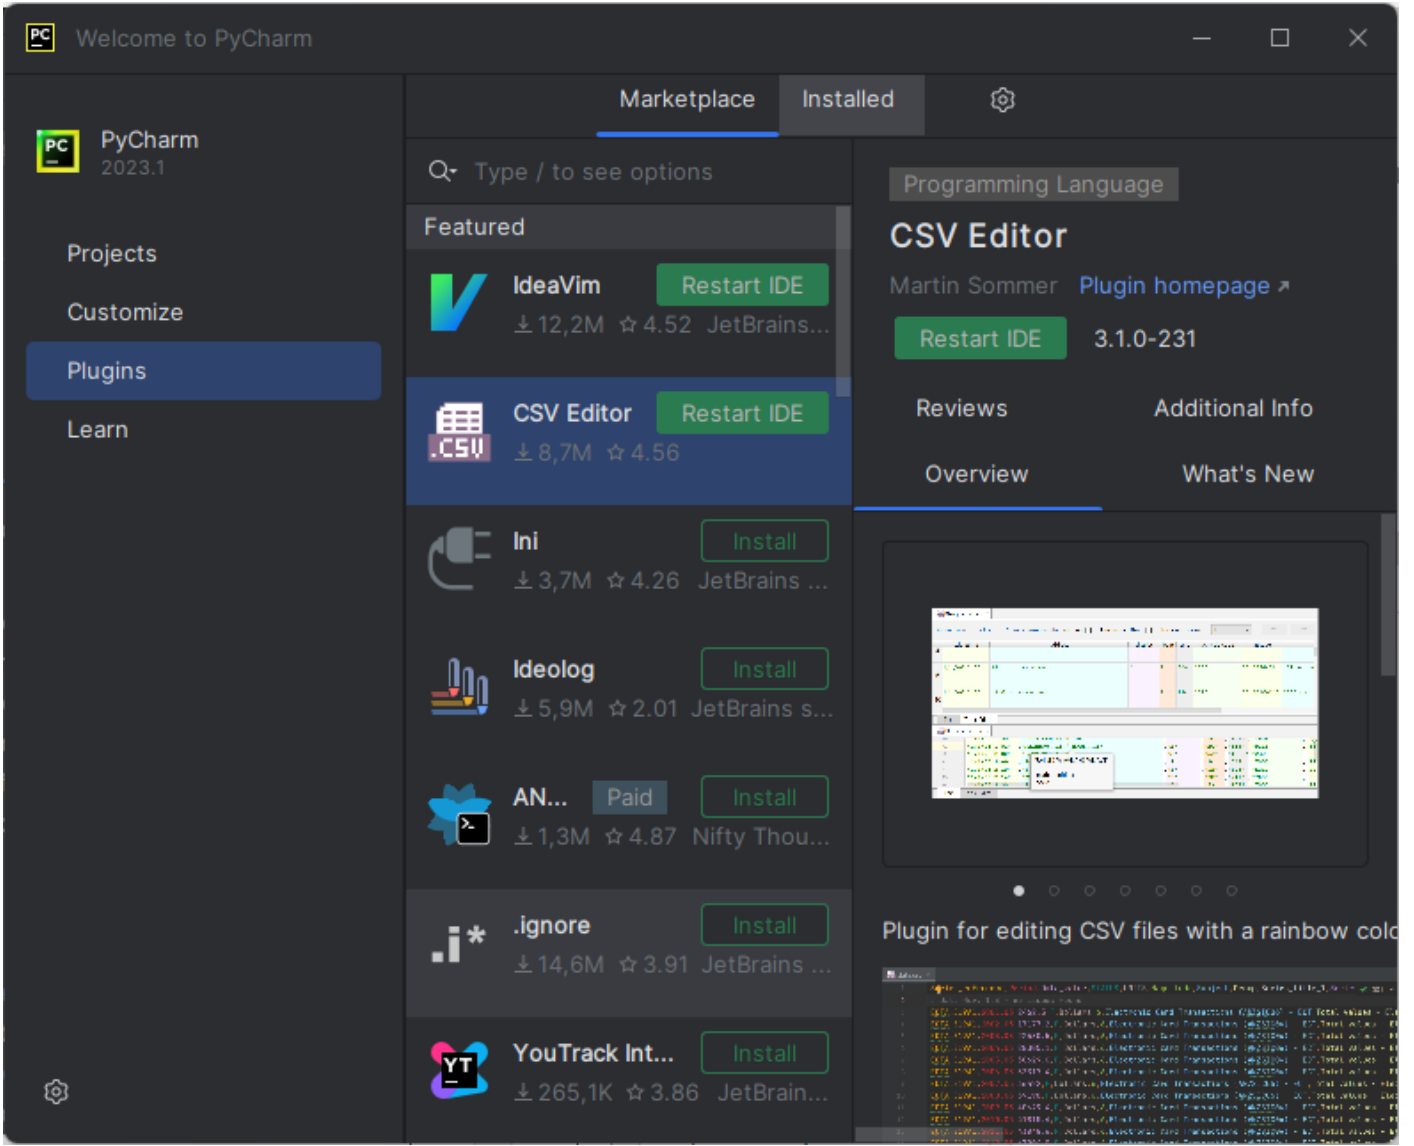 PC Welcome to PyCharm
Marketplace Installed
PC PyCharm
2023.1
Projects
Customize
Plugins
Learn
Type / to see options
Featured
IdeaVim Restart IDE
12,2M 4.52 JetBrains...
.CSV CSV Editor Restart IDE
8,7M 4.56
Ini Install
3,7M 4.26 JetBrains ...
Ideolog Install
5,9M 2.01 JetBrains s...
AN... Paid Install
1,3M 4.87 Nifty Thou...
.i* .ignore Install
14,6M 3.91 JetBrains ...
YT YouTrack Int... Install
265,1K 3.86 JetBrain...
Programming Language
CSV Editor
Martin Sommer Plugin homepage
Restart IDE 3.1.0-231
Reviews Additional Info
Overview What's New
Plugin for editing CSV files with a rainbow colo